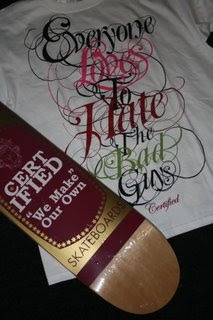 Everyone
Loves
To
Hate
The
Bad
Guys
Certified
CERT
IFIED
"We Make"
Our Own
SKATEBOARDS